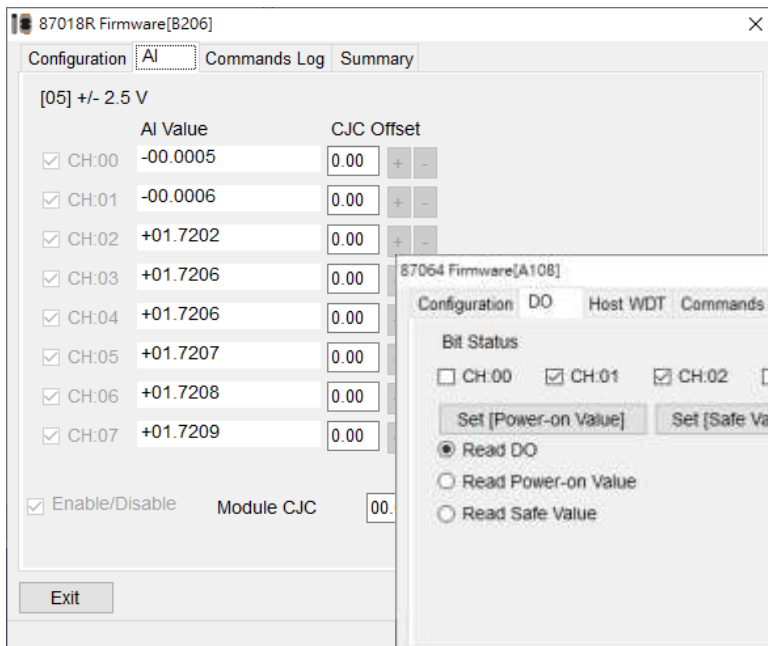 87018R Firmware[B206]
Configuration AI Commands Log Summary
[05] +/- 2.5 V
AI Value CJC Offset
CH:00 -00.0005 0.00 + -
CH:01 -00.0006 0.00 + -
CH:02 +01.7202 0.00 + -
CH:03 +01.7206 0.00
CH:04 +01.7206 0.00
CH:05 +01.7207 0.00
CH:06 +01.7208 0.00
CH:07 +01.7209 0.00
Enable/Disable Module CJC 00.
Exit
87064 Firmware[A108]
Configuration DO Host WDT Commands
Bit Status
CH:00 CH:01 CH:02
Set [Power-on Value] Set [Safe Va
Read DO
Read Power-on Value
Read Safe Value